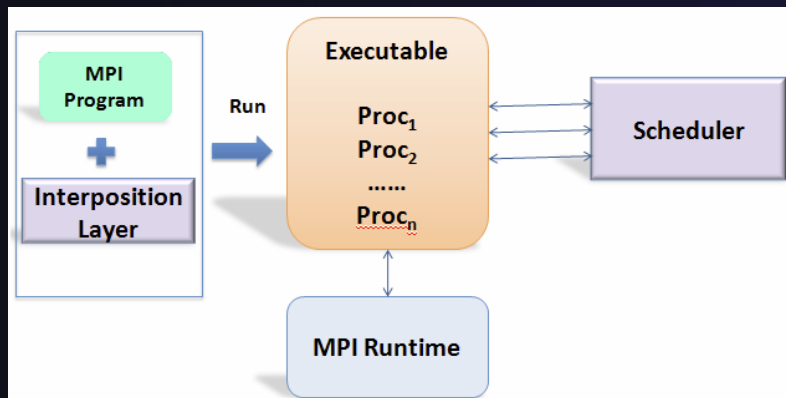 MPI
Program
+
Interposition
Layer
Run
Executable
Proc₁
Proc₂
......
Procₙ
Scheduler
MPI Runtime